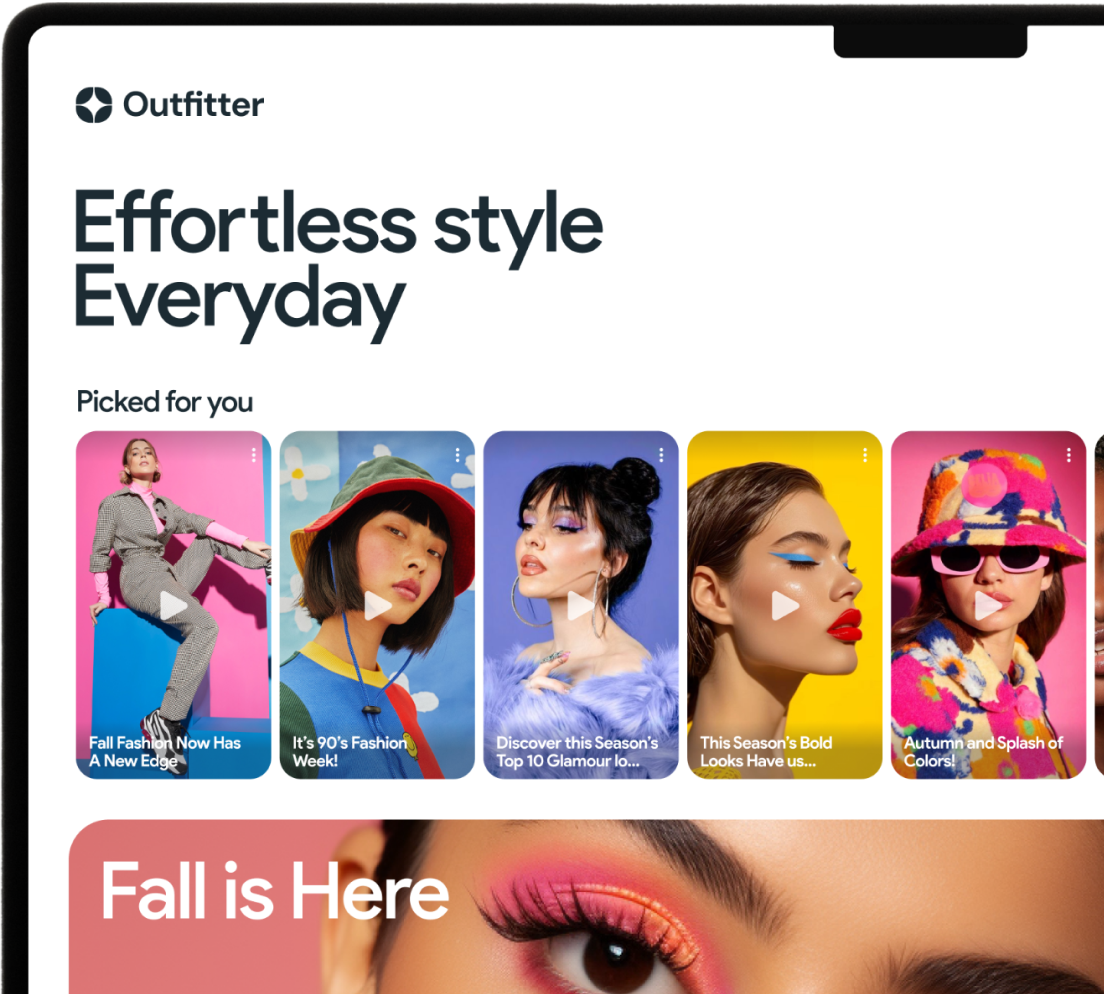 Outfitter
Effortless style
Everyday
Picked for you
Fall Fashion Now Has
A New Edge
It's 90's Fashion
Week!
Discover this Season's
Top 10 Glamour lo...
This Season's Bold
Looks Have us...
Autumn and Splash of
Colors!
Fall is Here